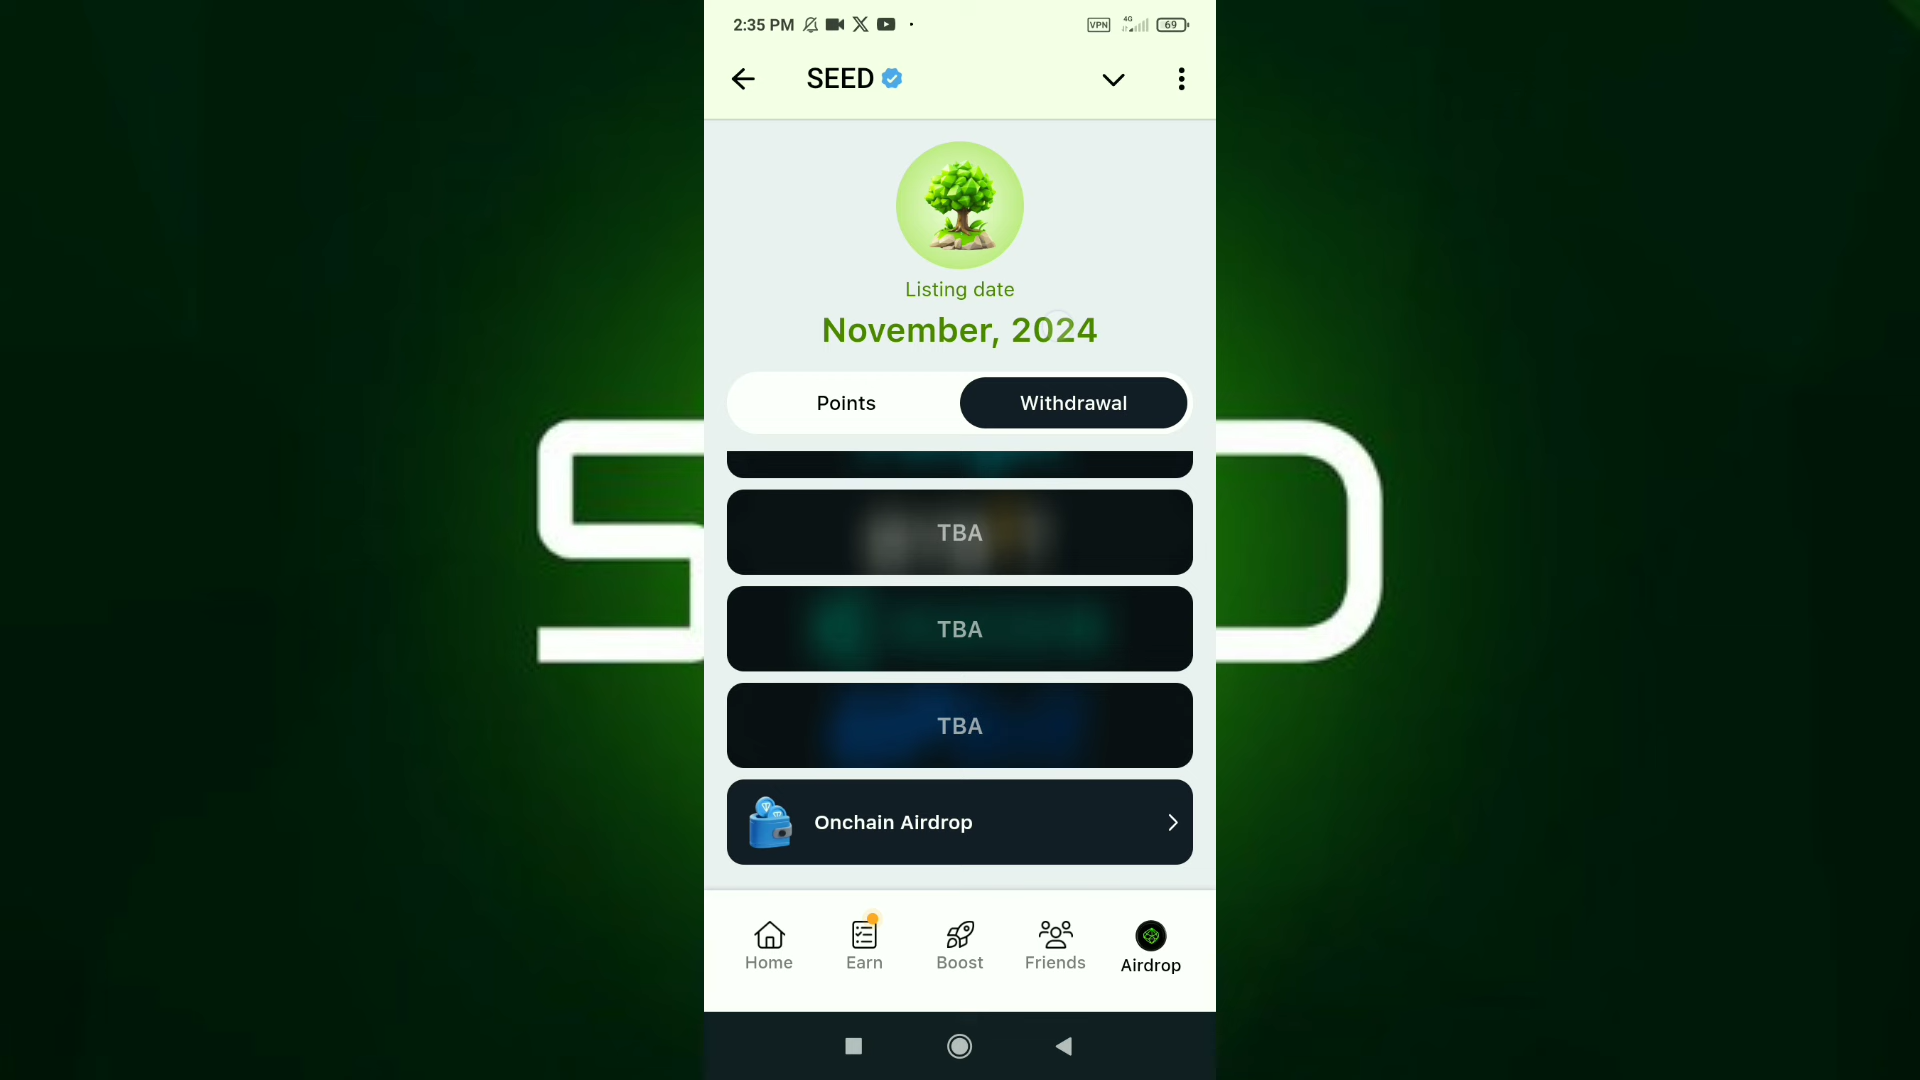 2:35 PM
VPN 4G 69
SEED
Listing date
November, 2024
Points
Withdrawal
TBA
TBA
TBA
Onchain Airdrop
Home
Earn
Boost
Friends
Airdrop